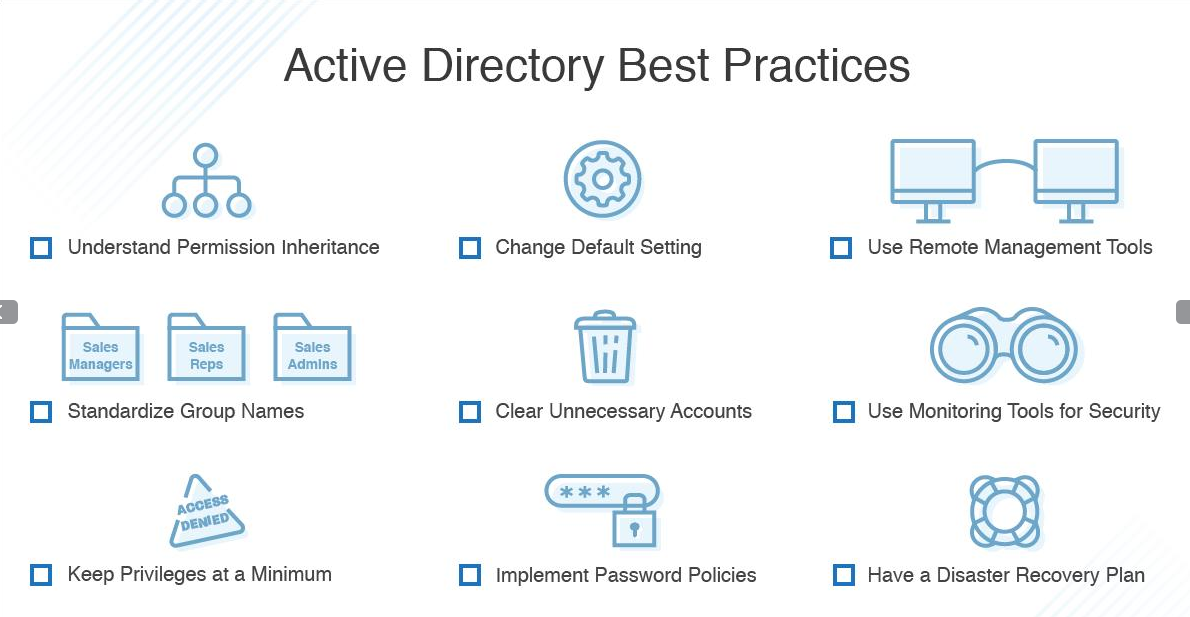 Active Directory Best Practices
Understand Permission Inheritance
Change Default Setting
Use Remote Management Tools
Sales
Managers
Sales
Reps
Sales
Admins
Standardize Group Names
Clear Unnecessary Accounts
Use Monitoring Tools for Security
ACCESS
DENIED
***
Keep Privileges at a Minimum
Implement Password Policies
Have a Disaster Recovery Plan